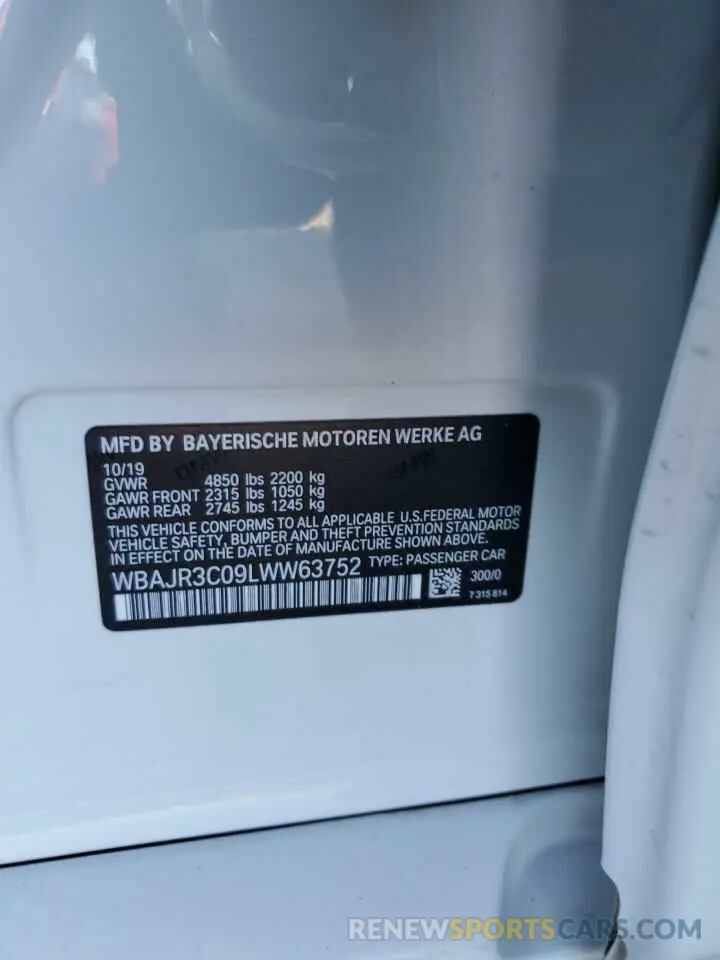 MFD BY BAYERISCHE MOTOREN WERKE AG
10/19
GVWR 4850 lbs 2200 kg
GAWR FRONT 2315 lbs 1050 kg
GAWR REAR 2745 lbs 1245 kg
THIS VEHICLE CONFORMS TO ALL APPLICABLE U.S.FEDERAL MOTOR
VEHICLE SAFETY, BUMPER AND THEFT PREVENTION STANDARDS
IN EFFECT ON THE DATE OF MANUFACTURE SHOWN ABOVE.
WBAJR3C09LWW63752 TYPE: PASSENGER CAR
300/0
7 315 814
RENEWSPORTSCARS.COM